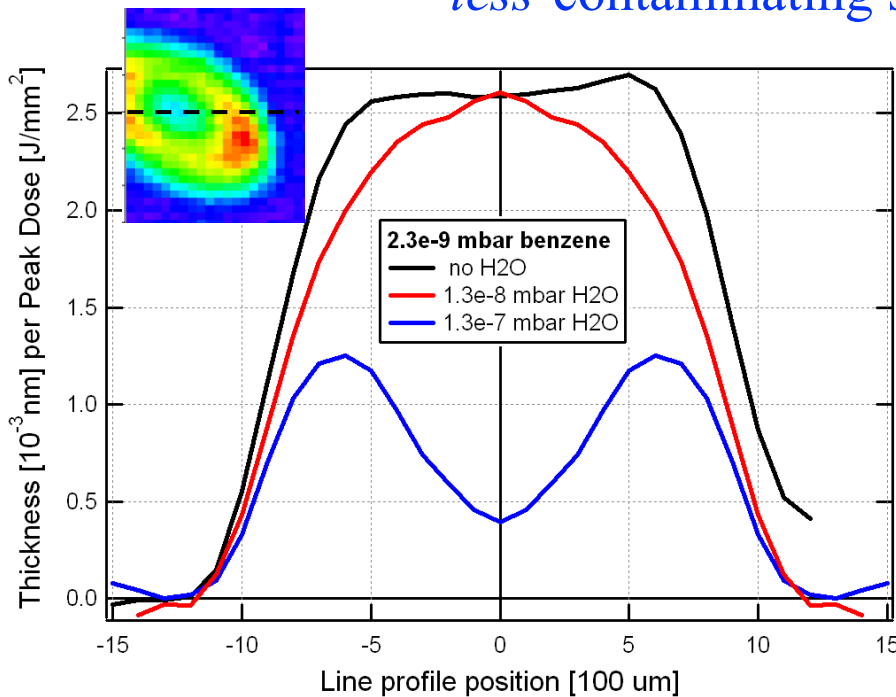 less contaminating
Thickness [10⁻³nm] per Peak Dose [J/mm²]
2.5
2.0
1.5
1.0
0.5
0.0
2.3e-9 mbar benzene
no H2O
1.3e-8 mbar H2O
1.3e-7 mbar H2O
-15
-10
-5
0
5
10
15
Line profile position [100 um]